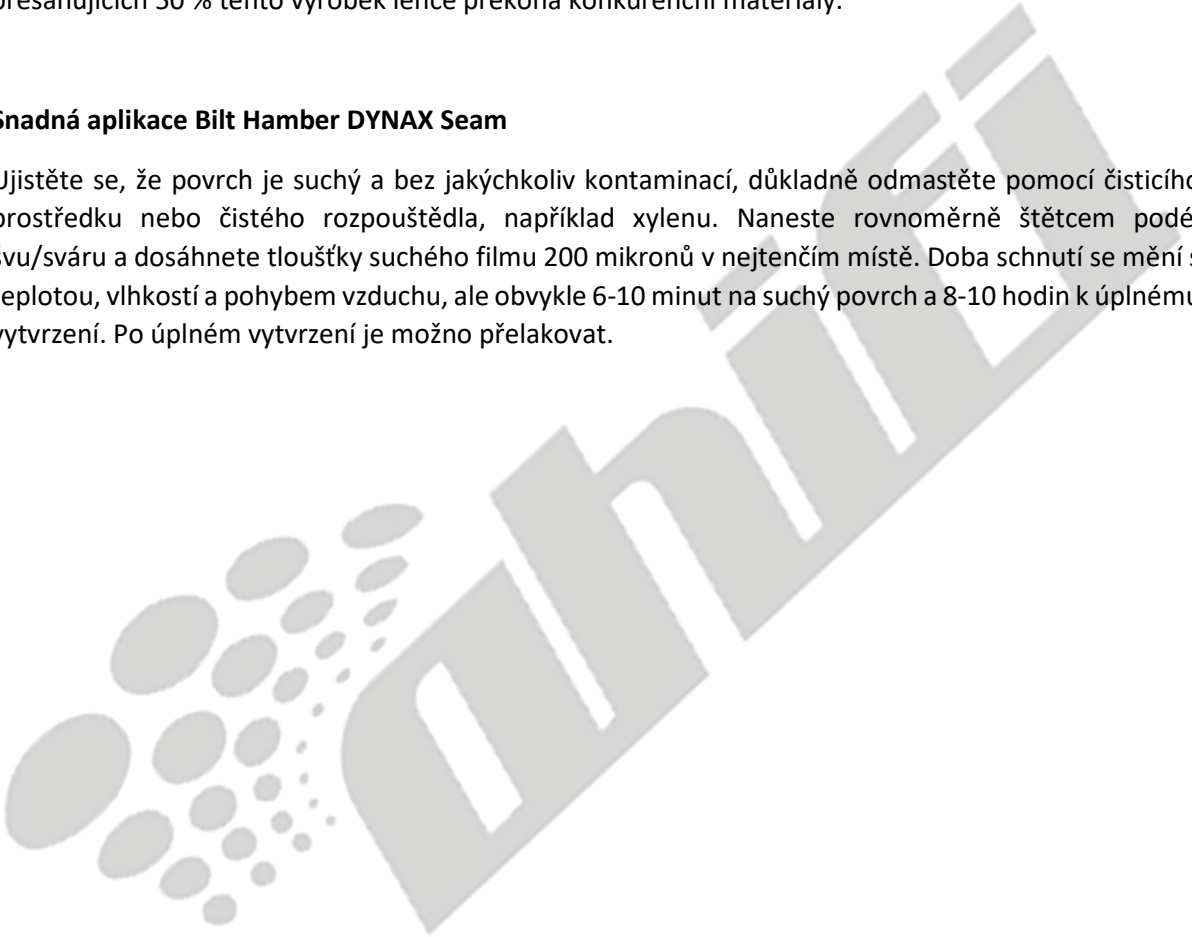 přesahujících 50 % tento výrobek lehce překoná konkurenční materiály.
Snadná aplikace Bilt Hamber DYNAX Seam
Ujistěte se, že povrch je suchý a bez jakýchkoliv kontaminací, důkladně odmastěte pomocí čisticího
prostředku nebo čistého rozpouštědla, například xylenu. Naneste rovnoměrně štětcem podé
švu/sváru a dosáhnete tloušťky suchého filmu 200 mikronů v nejtenčím místě. Doba schnutí se mění s
teplotou, vlhkostí a pohybem vzduchu, ale obvykle 6-10 minut na suchý povrch a 8-10 hodin k úplnému
vytvrzení. Po úplném vytvrzení je možno přelakovat.
ahifi